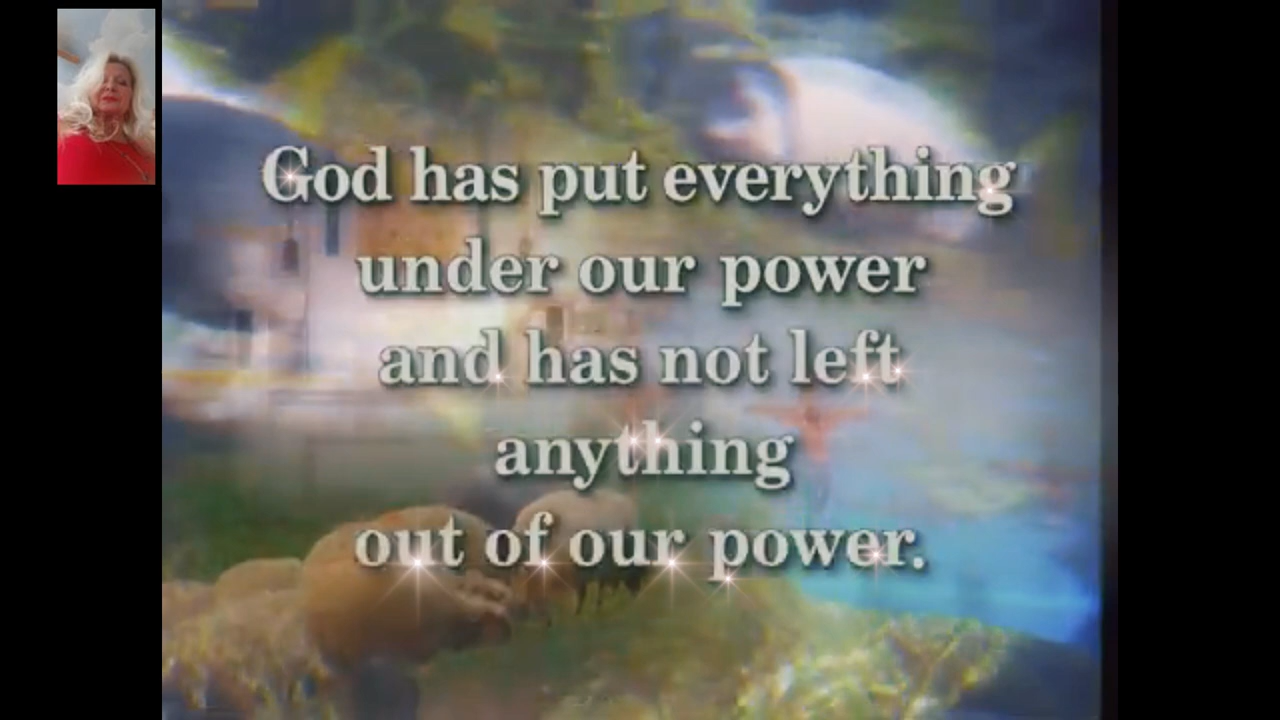 God has put everything
under our power
and has not left
anything
out of our power.